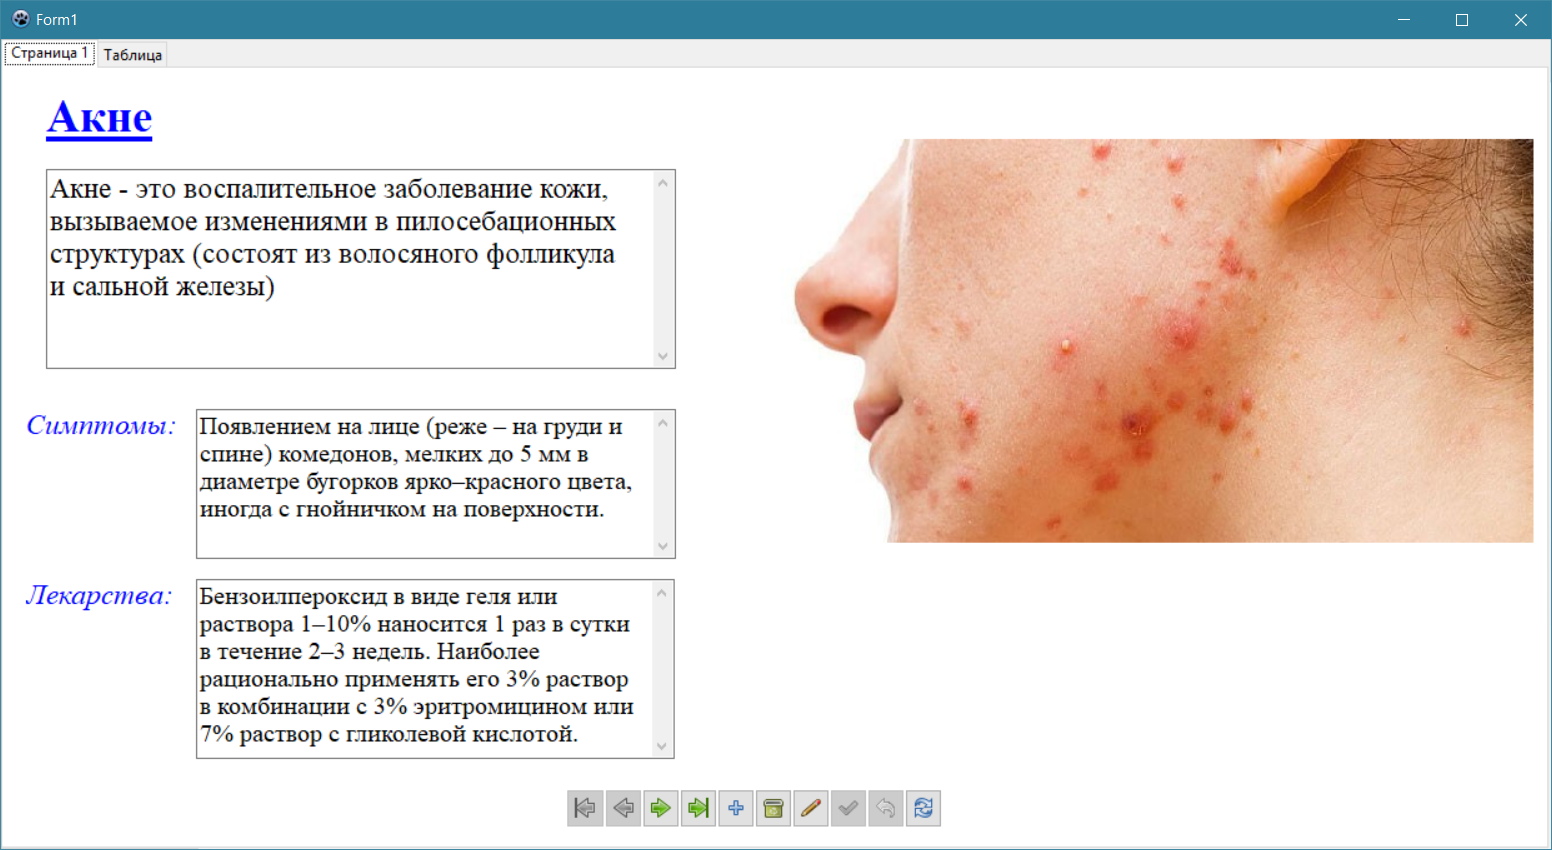 Form1
Страница 1
Таблица
Акне
Акне - это воспалительное заболевание кожи,
вызываемое изменениями в пилосебационных
структурах (состоят из волосяного фолликула
и сальной железы)
Симптомы:
Появлением на лице (реже – на груди и
спине) комедонов, мелких до 5 мм в
диаметре бугорков ярко–красного цвета,
иногда с гнойничком на поверхности.
Лекарства:
Бензоилпероксид в виде геля или
раствора 1–10% наносится 1 раз в сутки
в течение 2–3 недель. Наиболее
рационально применять его 3% раствор
в комбинации с 3% эритромицином или
7% раствор с гликолевой кислотой.